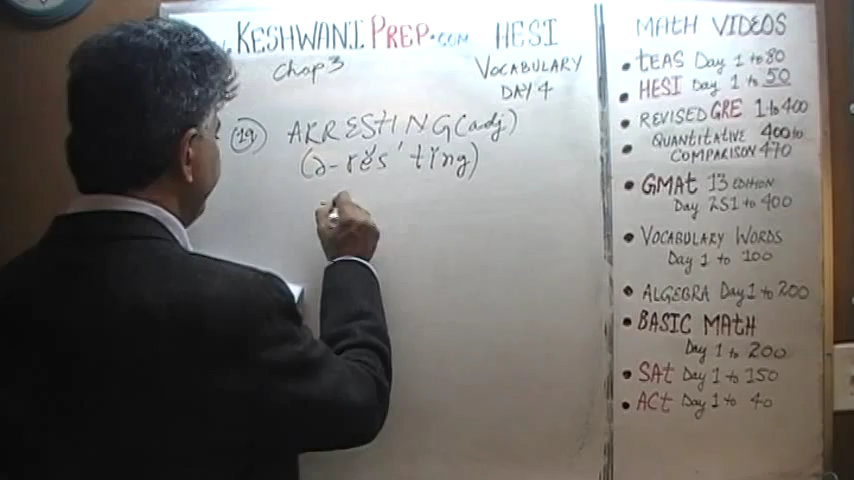 KESHWANI PREP.COM HESI
Chap 3
VOCABULARY
DAY 4
19 ARRESTING (adj)
(ə-rĕs′tĭng)
MATH VIDEOS
• TEAS Day 1 to 80
• HESI Day 1 to 50
• REVISED GRE 1 to 400
QUANTITATIVE 400 to
COMPARISON 470
• GMAT 13 EDITION
Day 251 to 400
• VOCABULARY WORDS
Day 1 to 100
• ALGEBRA Day 1 to 200
• BASIC MATH
Day 1 to 200
• SAT Day 1 to 150
• ACT Day 1 to 40